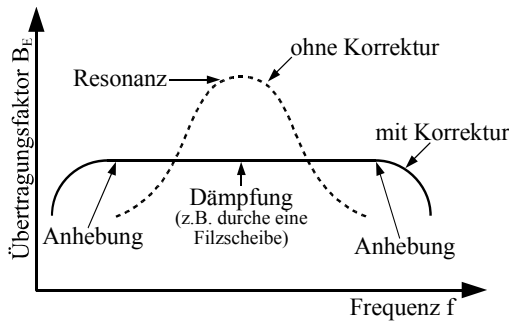 Übertragungsfaktor B_E
ohne Korrektur
Resonanz
mit Korrektur
Dämpfung
(z.B. durche eine
Filzscheibe)
Anhebung
Anhebung
Frequenz f